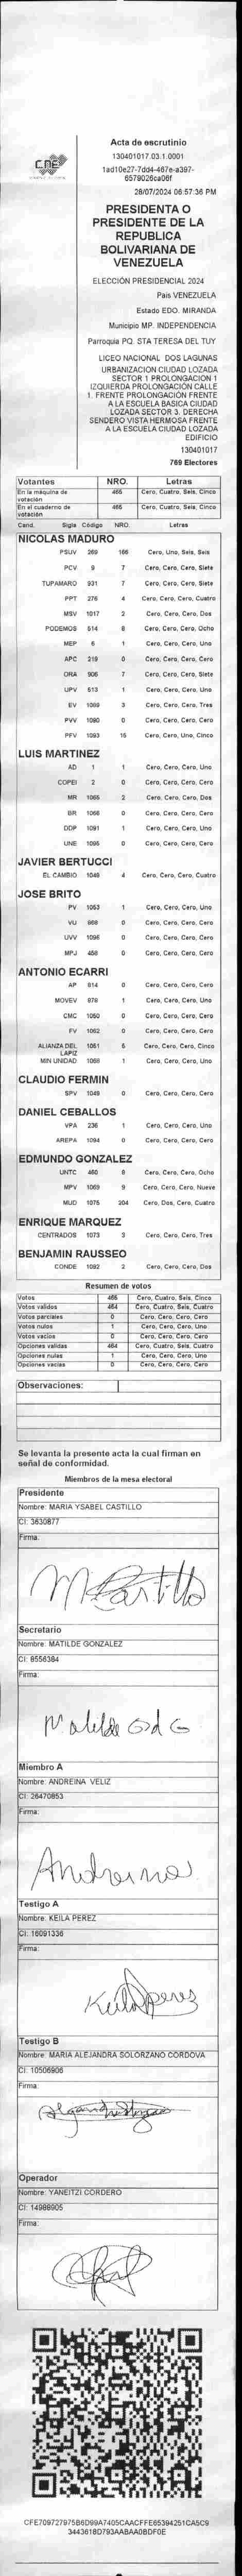 CNE
Acta de escrutinio
130401017.03.1.0001
1ad10e27-7dd4-467e-a397-
6579026ca06f
28/07/2024 06:57:36 PM
PRESIDENTA O
PRESIDENTE DE LA
REPUBLICA
BOLIVARIANA DE
VENEZUELA
ELECCIÓN PRESIDENCIAL 2024
Pais VENEZUELA
Estado EDO. MIRANDA
Municipio MP. INDEPENDENCIA
Parroquia PQ. STA TERESA DEL TUY
LICEO NACIONAL DOS LAGUNAS
URBANIZACION CIUDAD LOZADA
SECTOR 1 PROLONGACION 1
IZQUIERDA PROLONGACIÓN CALLE
1. FRENTE PROLONGACIÓN FRENTE
A LA ESCUELA BASICA CIUDAD
LOZADA SECTOR 3. DERECHA
SENDERO VISTA HERMOSA FRENTE
A LA ESCUELA CIUDAD LOZADA
EDIFICIO
130401017
769 Electores
Votantes NRO. Letras
En la máquina de votación 465 Cero, Cuatro, Seis, Cinco
En el cuaderno de votación 465 Cero, Cuatro, Seis, Cinco
Cand. Sigla Código NRO. Letras
NICOLAS MADURO
PSUV 269 166 Cero, Uno, Seis, Seis
PCV 9 7 Cero, Cero, Cero, Siete
TUPAMARO 931 7 Cero, Cero, Cero, Siete
PPT 276 4 Cero, Cero, Cero, Cuatro
MSV 1017 2 Cero, Cero, Cero, Dos
PODEMOS 514 8 Cero, Cero, Cero, Ocho
MEP 6 1 Cero, Cero, Cero, Uno
APC 219 0 Cero, Cero, Cero, Cero
ORA 906 7 Cero, Cero, Cero, Siete
UPV 513 1 Cero, Cero, Cero, Uno
EV 1089 3 Cero, Cero, Cero, Tres
PVV 1090 0 Cero, Cero, Cero, Cero
PFV 1093 15 Cero, Cero, Uno, Cinco
LUIS MARTINEZ
AD 1 1 Cero, Cero, Cero, Uno
COPEI 2 0 Cero, Cero, Cero, Cero
MR 1065 2 Cero, Cero, Cero, Dos
BR 1066 0 Cero, Cero, Cero, Cero
DDP 1091 1 Cero, Cero, Cero, Uno
UNE 1095 0 Cero, Cero, Cero, Cero
JAVIER BERTUCCI
EL CAMBIO 1048 4 Cero, Cero, Cero, Cuatro
JOSE BRITO
PV 1053 1 Cero, Cero, Cero, Uno
VU 968 0 Cero, Cero, Cero, Cero
UVV 1096 0 Cero, Cero, Cero, Cero
MPJ 458 0 Cero, Cero, Cero, Cero
ANTONIO ECARRI
AP 914 0 Cero, Cero, Cero, Cero
MOVEV 978 1 Cero, Cero, Cero, Uno
CMC 1050 0 Cero, Cero, Cero, Cero
FV 1062 0 Cero, Cero, Cero, Cero
ALIANZA DEL LAPIZ 1051 5 Cero, Cero, Cero, Cinco
MIN UNIDAD 1068 1 Cero, Cero, Cero, Uno
CLAUDIO FERMIN
SPV 1049 0 Cero, Cero, Cero, Cero
DANIEL CEBALLOS
VPA 236 1 Cero, Cero, Cero, Uno
AREPA 1094 0 Cero, Cero, Cero, Cero
EDMUNDO GONZALEZ
UNTC 460 8 Cero, Cero, Cero, Ocho
MPV 1069 9 Cero, Cero, Cero, Nueve
MUD 1075 204 Cero, Dos, Cero, Cuatro
ENRIQUE MARQUEZ
CENTRADOS 1073 3 Cero, Cero, Cero, Tres
BENJAMIN RAUSSEO
CONDE 1092 2 Cero, Cero, Cero, Dos
Resumen de votos
Votos 465 Cero, Cuatro, Seis, Cinco
Votos válidos 464 Cero, Cuatro, Seis, Cuatro
Votos parciales 0 Cero, Cero, Cero, Cero
Votos nulos 1 Cero, Cero, Cero, Uno
Votos vacíos 0 Cero, Cero, Cero, Cero
Opciones validas 464 Cero, Cuatro, Seis, Cuatro
Opciones nulas 1 Cero, Cero, Cero, Uno
Opciones vacías 0 Cero, Cero, Cero, Cero
Observaciones:
Se levanta la presente acta la cual firman en
señal de conformidad.
Miembros de la mesa electoral
Presidente
Nombre: MARIA YSABEL CASTILLO
CI: 3630877
Firma:
M Castillo
Secretario
Nombre: MATILDE GONZALEZ
CI: 8556384
Firma:
Miembro A
Nombre: ANDREINA VELIZ
CI: 26470853
Firma:
Andreina
Testigo A
Nombre: KEILA PEREZ
CI: 16091336
Firma:
Keila Perez
Testigo B
Nombre: MARIA ALEJANDRA SOLORZANO CORDOVA
CI: 10506906
Firma:
Operador
Nombre: YANEITZI CORDERO
CI: 14988905
Firma:
CFE709727975B6D99A7405CAACFFE65394251CA5C9
3443618D793AABAA0BDF0E